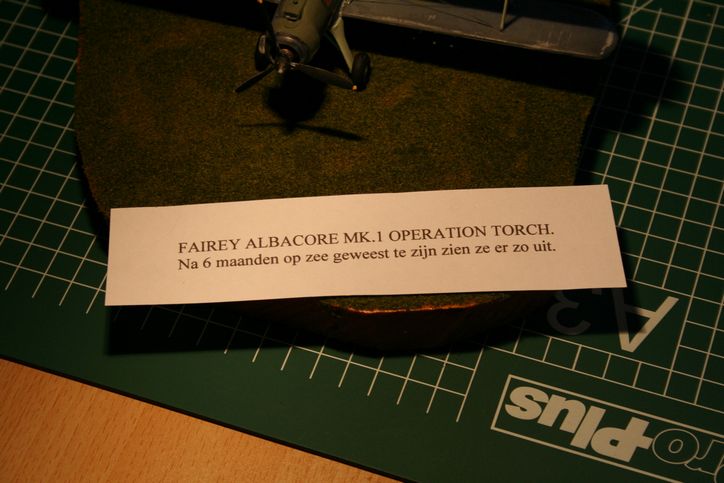 FAIREY ALBACORE MK.1 OPERATION TORCH.
Na 6 maanden op zee geweest te zijn zien ze er zo uit.
A3
Plus